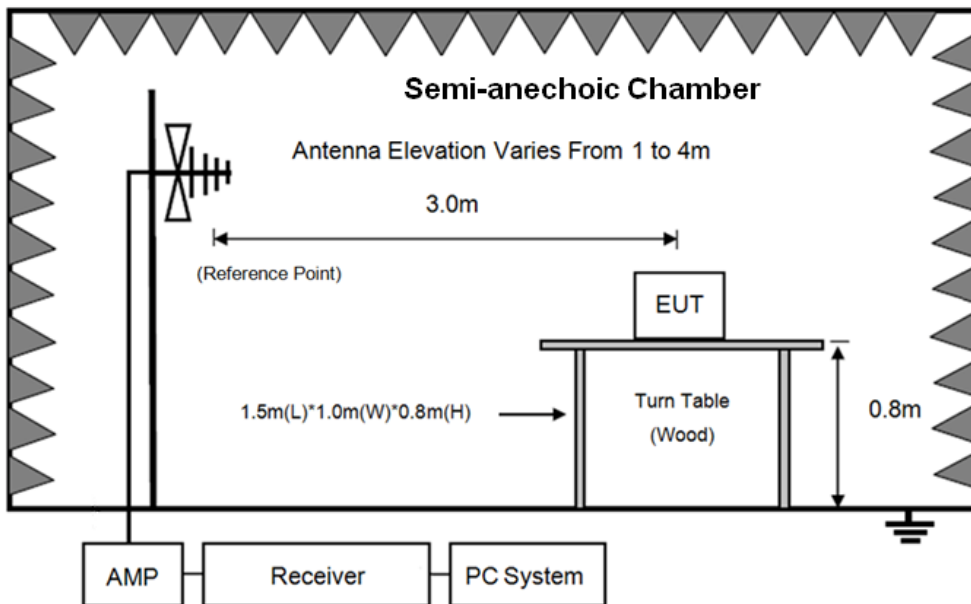 Semi-anechoic Chamber
Antenna Elevation Varies From 1 to 4m
3.0m
(Reference Point)
EUT
1.5m(L)*1.0m(W)*0.8m(H)
Turn Table
(Wood)
0.8m
AMP
Receiver
PC System